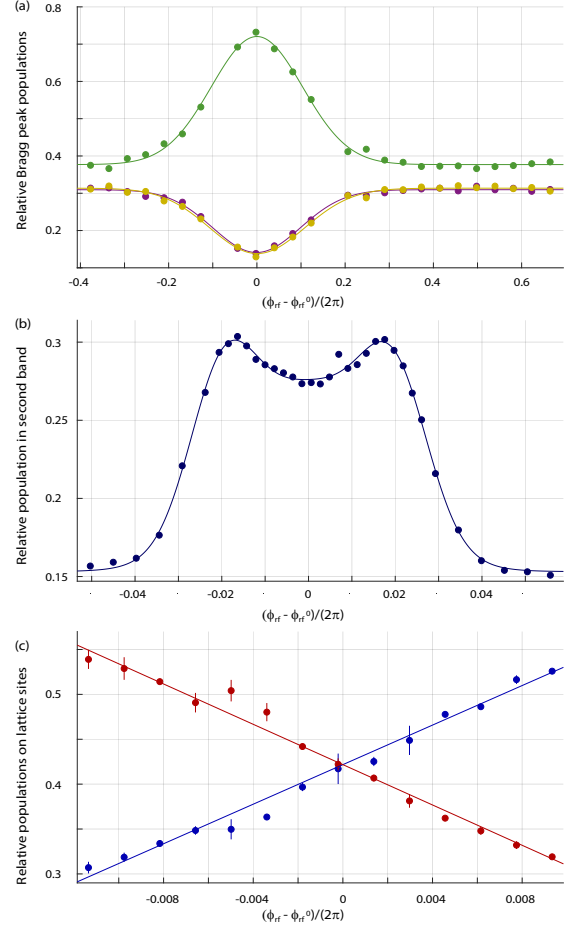 (a)
Relative Bragg peak populations
0.8
0.6
0.4
0.2
-0.4 -0.2 0 0.2 0.4 0.6
(ϕrf - ϕrf⁰)/(2π)
(b)
Relative population in second band
0.3
0.25
0.2
0.15
-0.04 -0.02 0 0.02 0.04
(ϕrf - ϕrf⁰)/(2π)
(c)
Relative populations on lattice sites
0.5
0.4
0.3
-0.008 -0.004 0 0.004 0.008
(ϕrf - ϕrf⁰)/(2π)